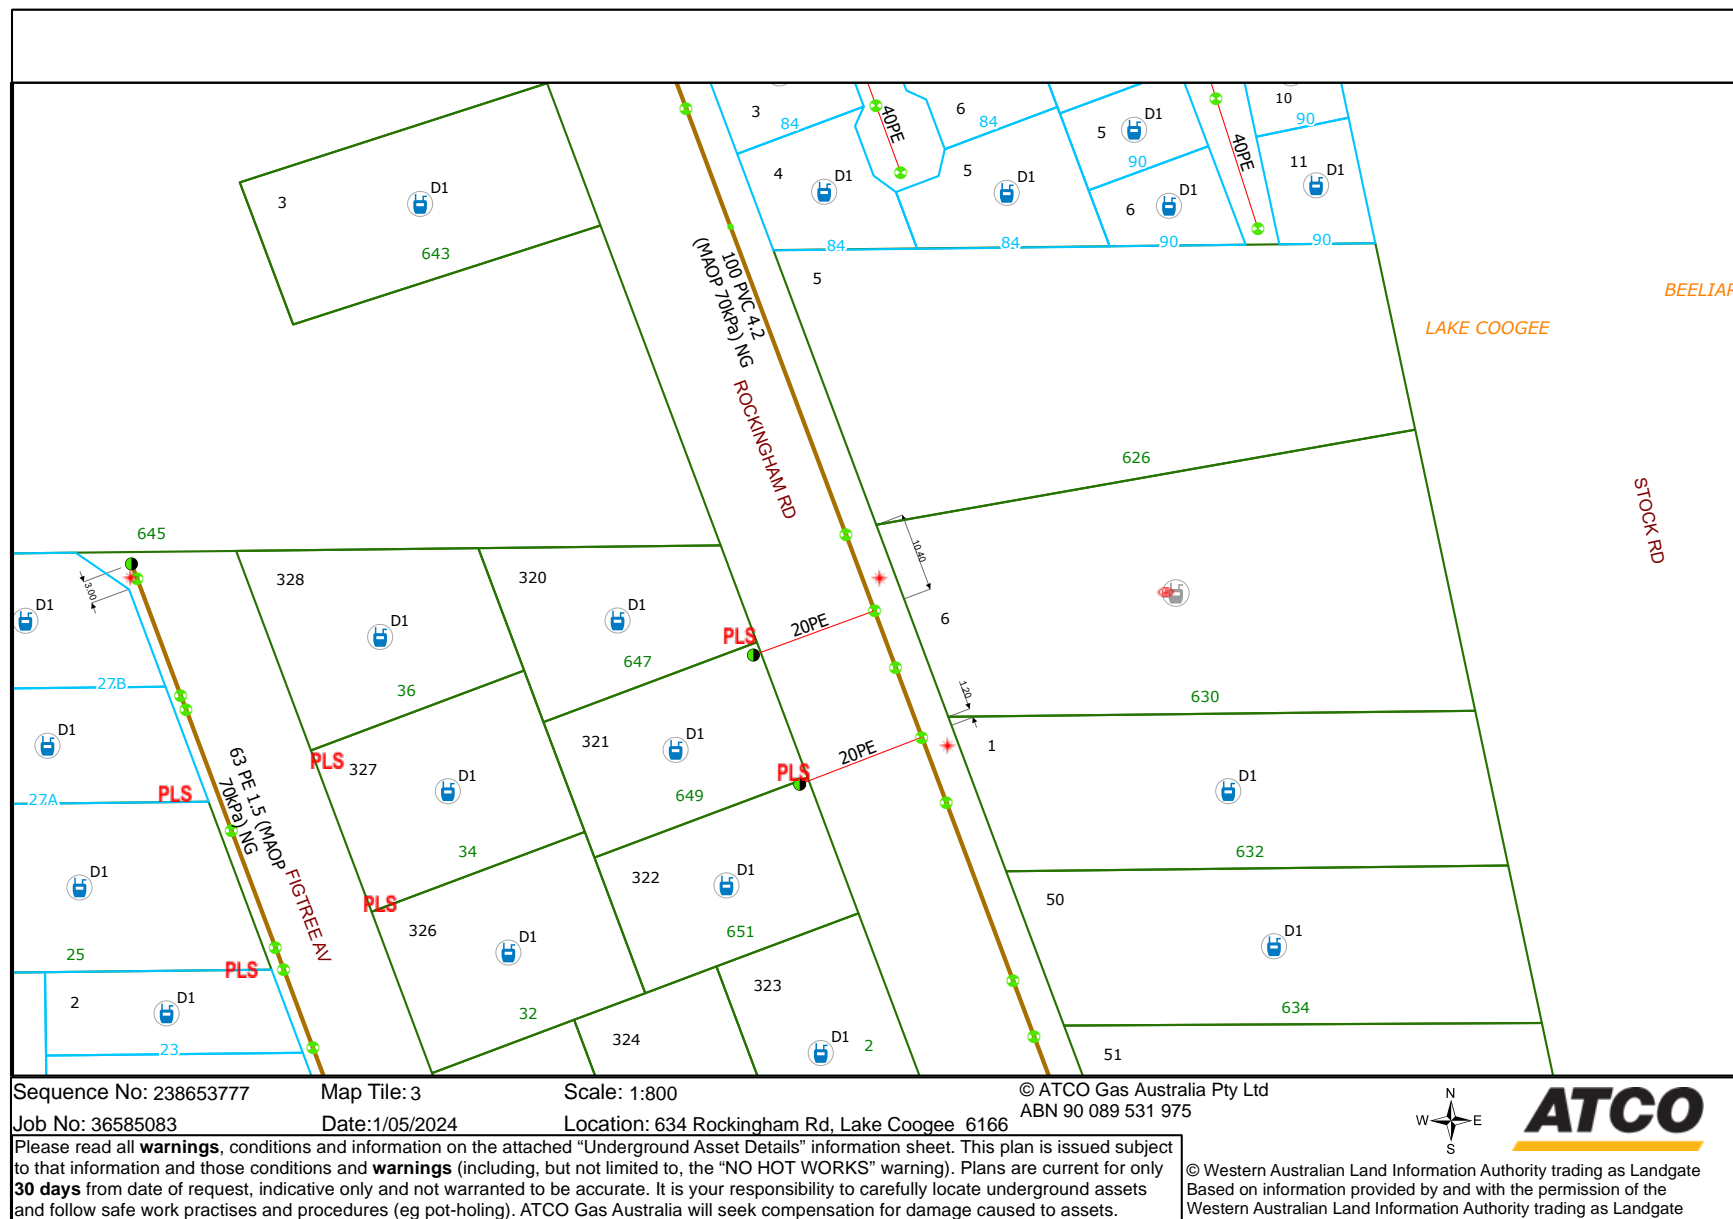 3
84
40PE
6
84
5
D1
90
40PE
10
90
11
D1
4
D1
5
D1
6
D1
3
D1
643
84
84
90
90
5
100 PVC 4.2
(MAOP 70kPa) NG
BEELIAR
LAKE COOGEE
ROCKINGHAM RD
626
STOCK RD
645
10.40
3.00
328
320
D1
D1
D1
PLS
20PE
6
647
27B
36
1.20
630
321
D1
1
D1
PLS
327
PLS
20PE
D1
D1
27A
PLS
649
63 PE 1.5 (MAOP
70kPa) NG
34
632
FIGTREE AV
322
D1
D1
PLS
50
326
D1
651
D1
25
PLS
323
2
D1
32
634
324
D1
2
23
51
Sequence No: 238653777
Map Tile: 3
Scale: 1:800
© ATCO Gas Australia Pty Ltd
ABN 90 089 531 975
Job No: 36585083
Date:1/05/2024
Location: 634 Rockingham Rd, Lake Coogee 6166
N
W
E
S
ATCO
Please read all warnings, conditions and information on the attached “Underground Asset Details” information sheet. This plan is issued subject
to that information and those conditions and warnings (including, but not limited to, the “NO HOT WORKS” warning). Plans are current for only
30 days from date of request, indicative only and not warranted to be accurate. It is your responsibility to carefully locate underground assets
and follow safe work practises and procedures (eg pot-holing). ATCO Gas Australia will seek compensation for damage caused to assets.
© Western Australian Land Information Authority trading as Landgate
Based on information provided by and with the permission of the
Western Australian Land Information Authority trading as Landgate